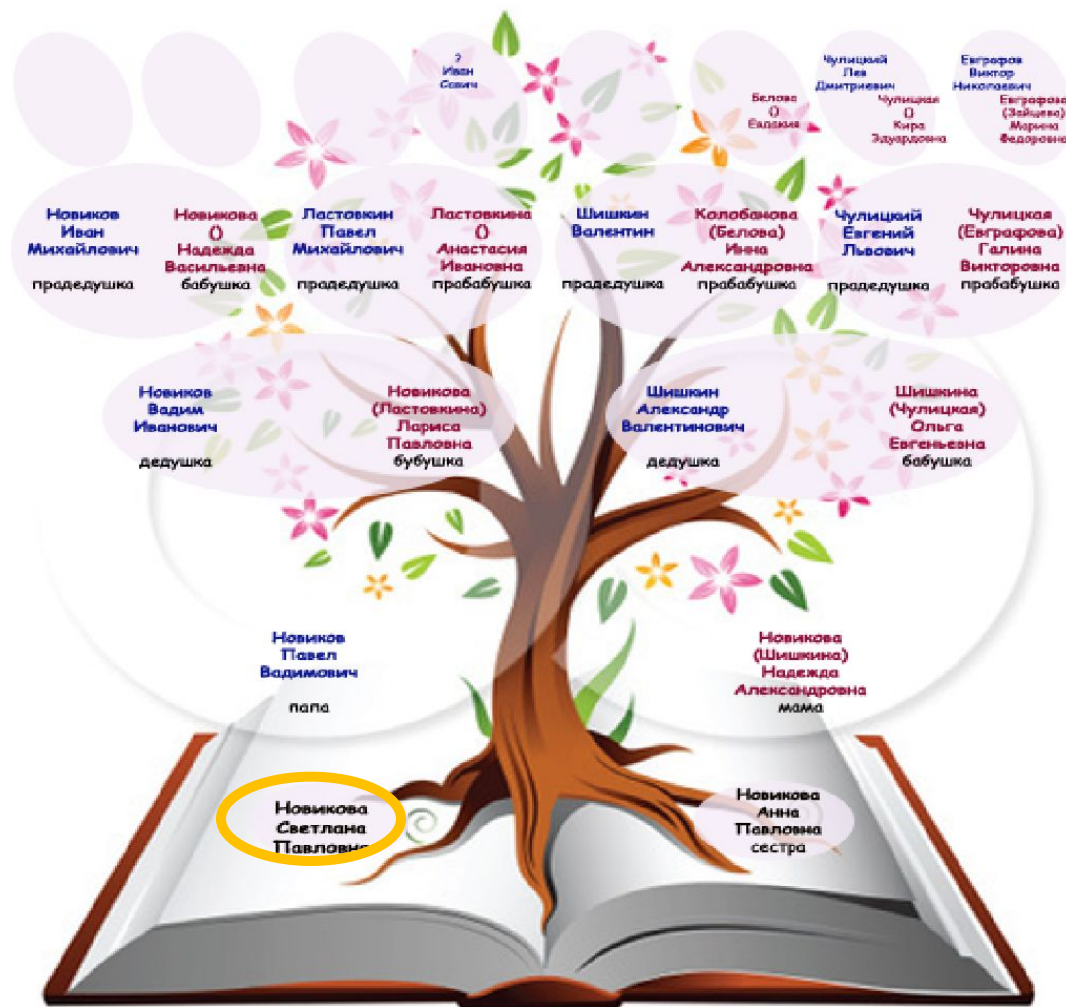 ?
Иван
Савич
Белова
()
Евдакия
Чулицкий
Лев
Дмитриевич
Чулицкая
()
Кира
Эдуардовна
Евграфов
Виктор
Николаевич
Евграфова
(Зайцева)
Марина
Федоровна
Новиков
Иван
Михайлович
прадедушка
Новикова
()
Надежда
Васильевна
бабушка
Ластовкин
Павел
Михайлович
прадедушка
Ластовкина
()
Анастасия
Ивановна
прабабушка
Шишкин
Валентин
прадедушка
Колобанова
(Белова)
Инна
Александровна
прабабушка
Чулицкий
Евгений
Львович
прадедушка
Чулицкая
(Евграфова)
Галина
Викторовна
прабабушка
Новиков
Вадим
Иванович
дедушка
Новикова
(Ластовкина)
Лариса
Павловна
бубушка
Шишкин
Александр
Валентинович
дедушка
Шишкина
(Чулицкая)
Ольга
Евгеньевна
бабушка
Новиков
Павел
Вадимович
папа
Новикова
(Шишкина)
Надежда
Александровна
мама
Новикова
Светлана
Павловна
Новикова
Анна
Павловна
сестра